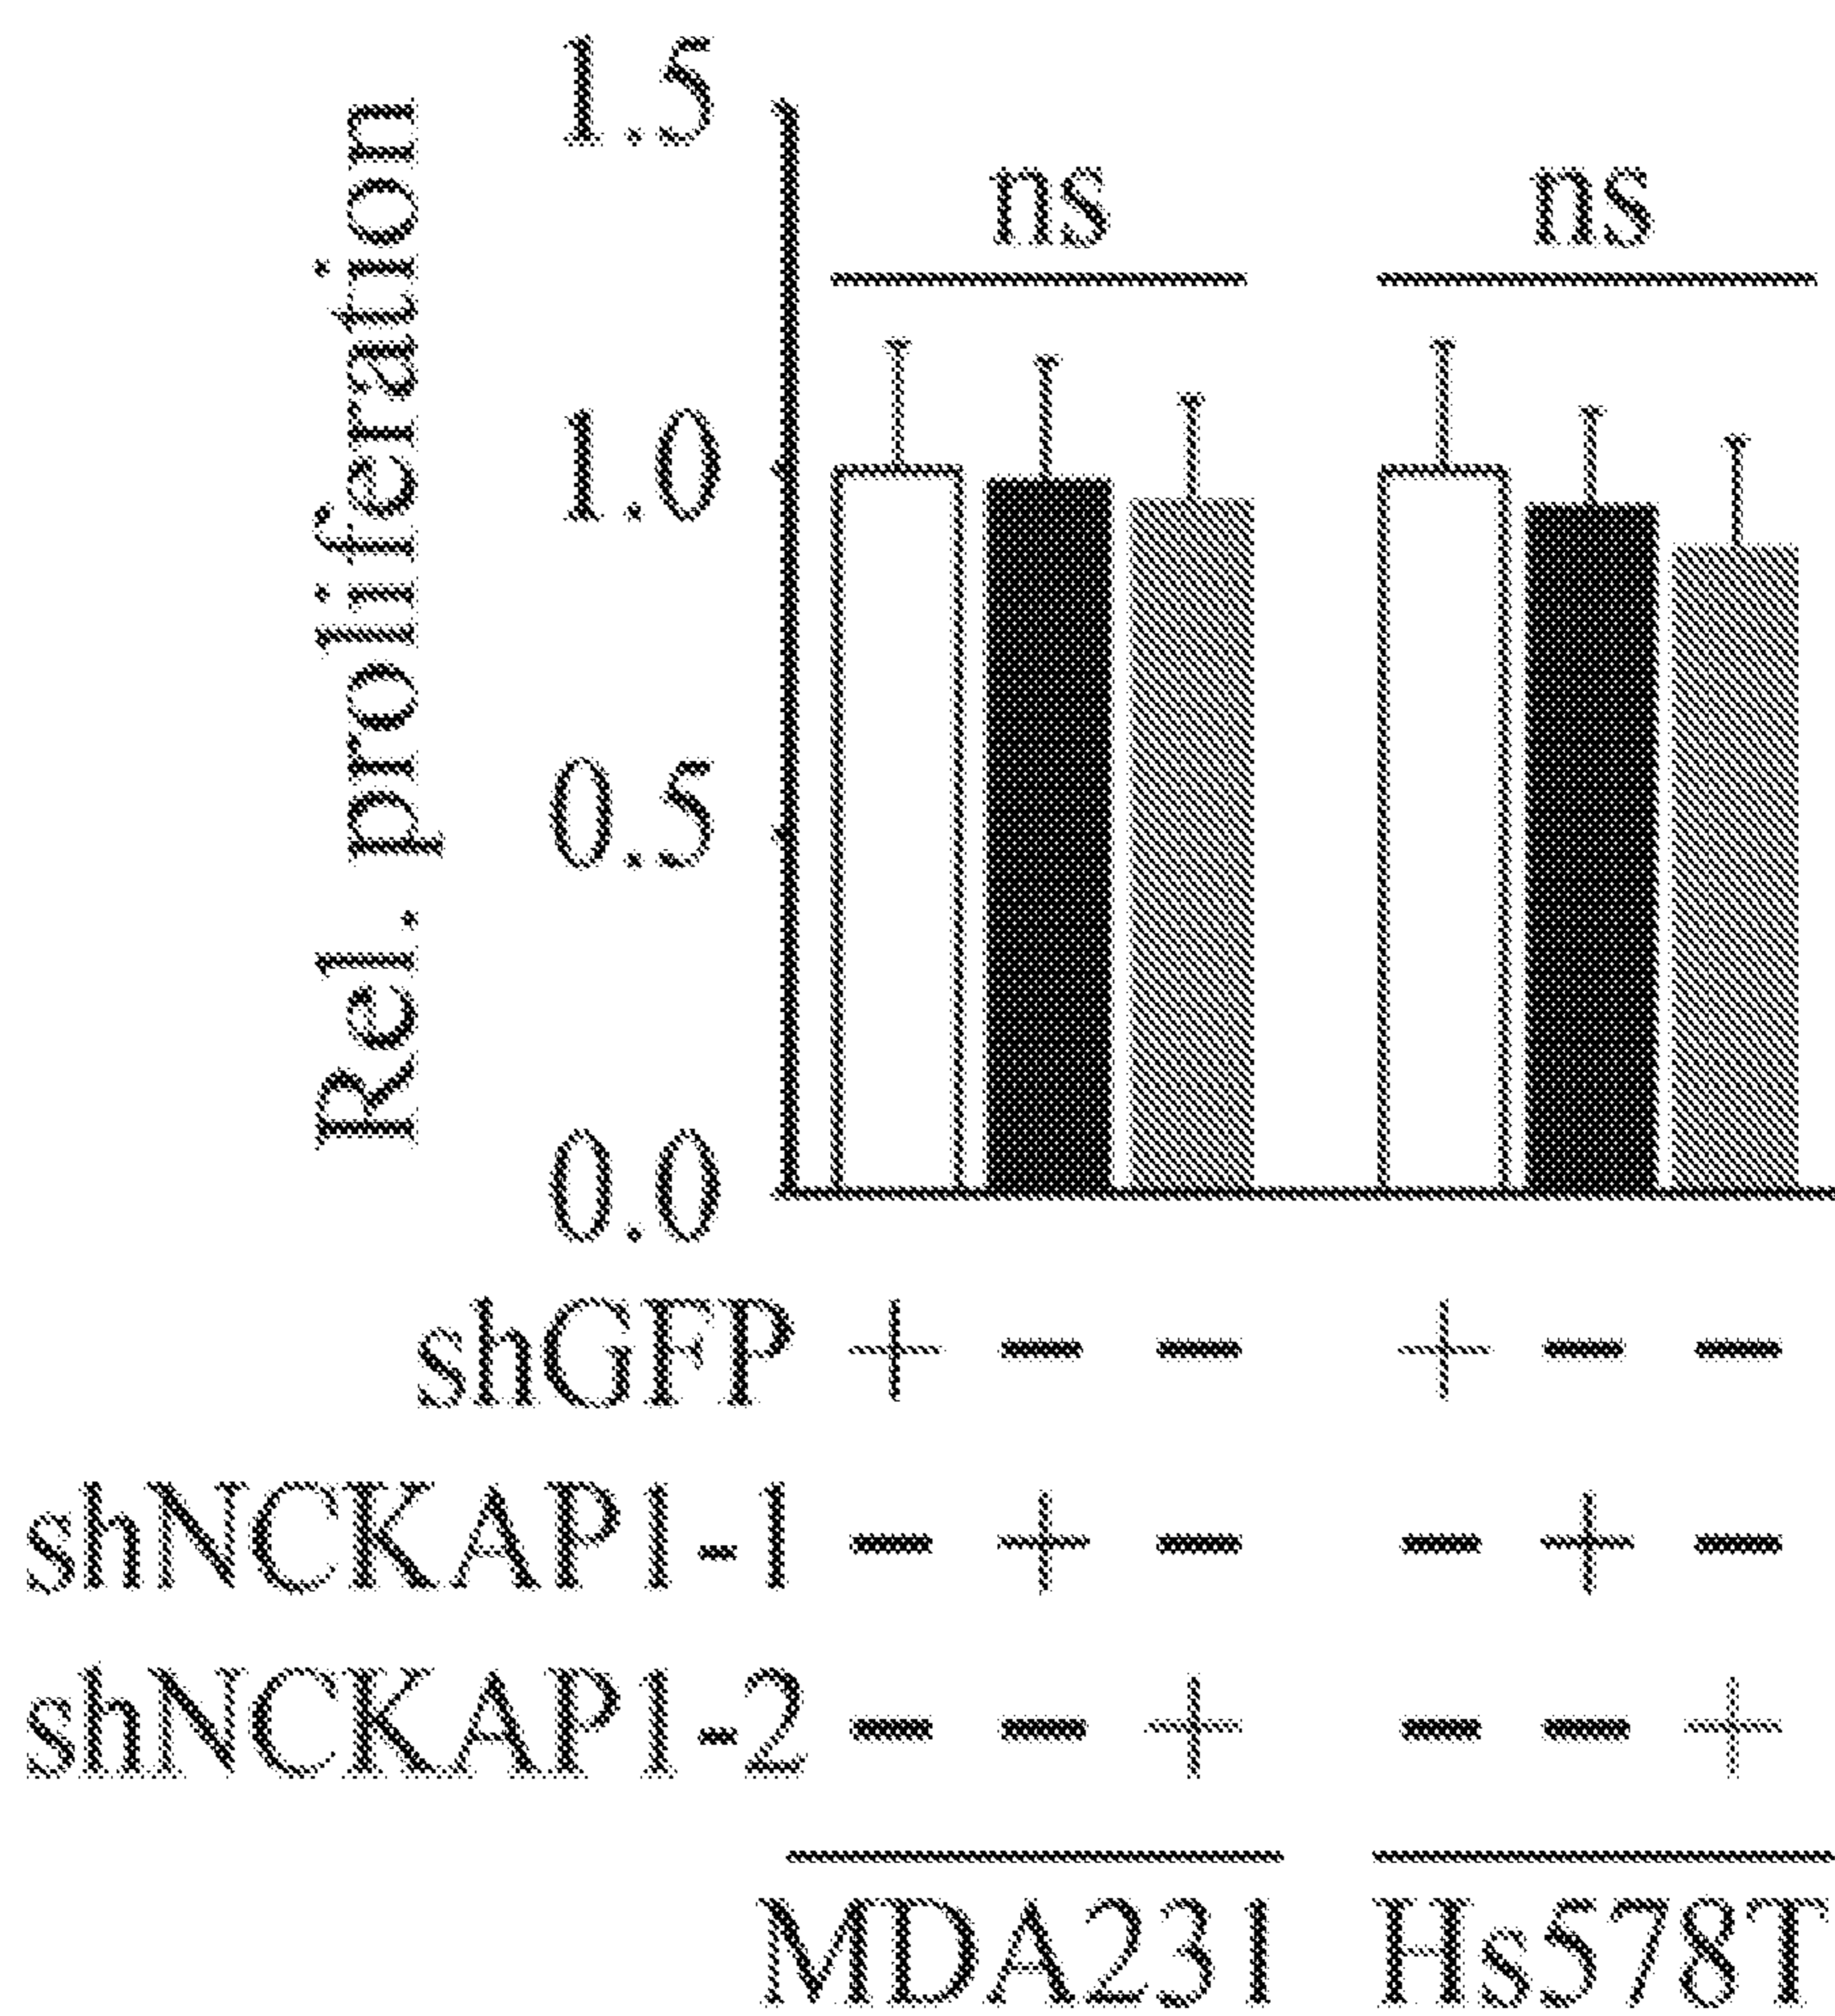 Rel. proliferation
1.5
1.0
0.5
0.0
ns ns
shGFP + − − + − −
shNCKAP1-1 − + − − + −
shNCKAP1-2 − − + − − +
MDA231 Hs578T